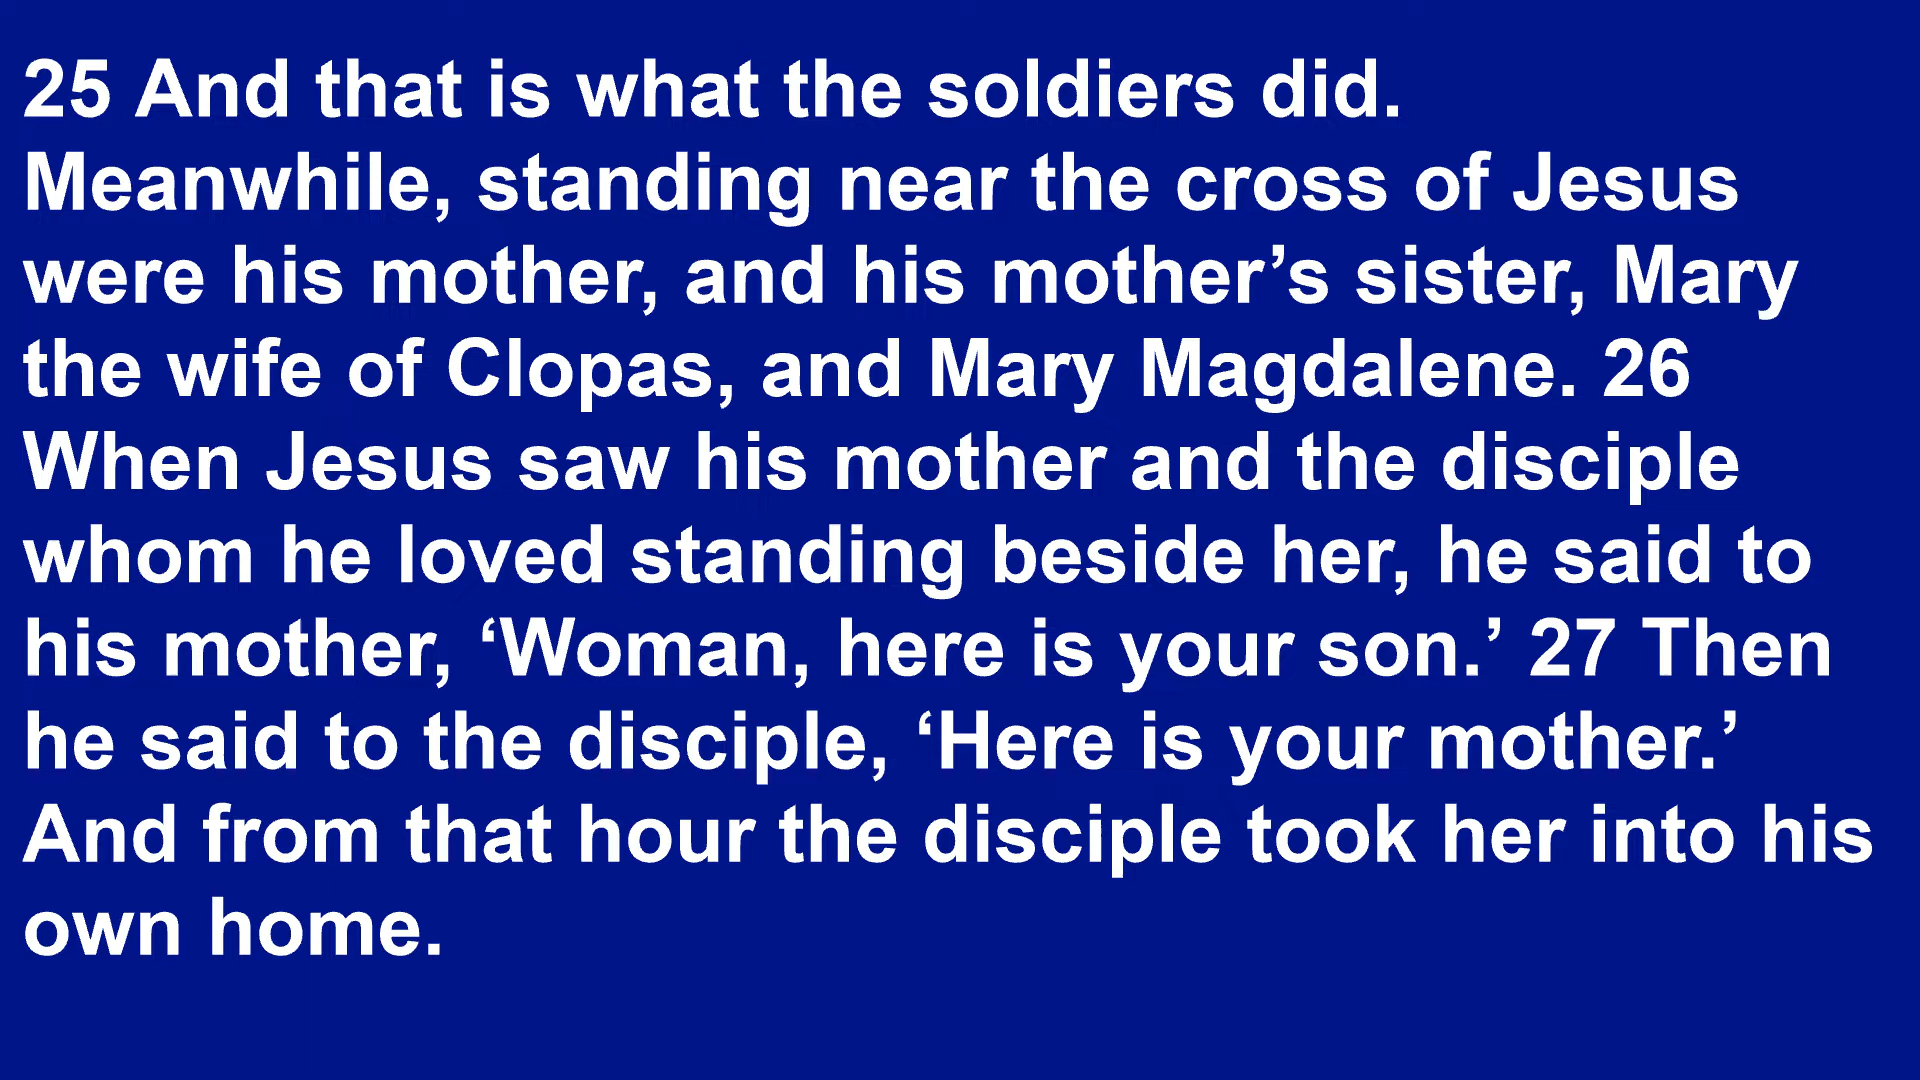 25 And that is what the soldiers did.
Meanwhile, standing near the cross of Jesus
were his mother, and his mother’s sister, Mary
the wife of Clopas, and Mary Magdalene. 26
When Jesus saw his mother and the disciple
whom he loved standing beside her, he said to
his mother, ‘Woman, here is your son.’ 27 Then
he said to the disciple, ‘Here is your mother.’
And from that hour the disciple took her into his
own home.